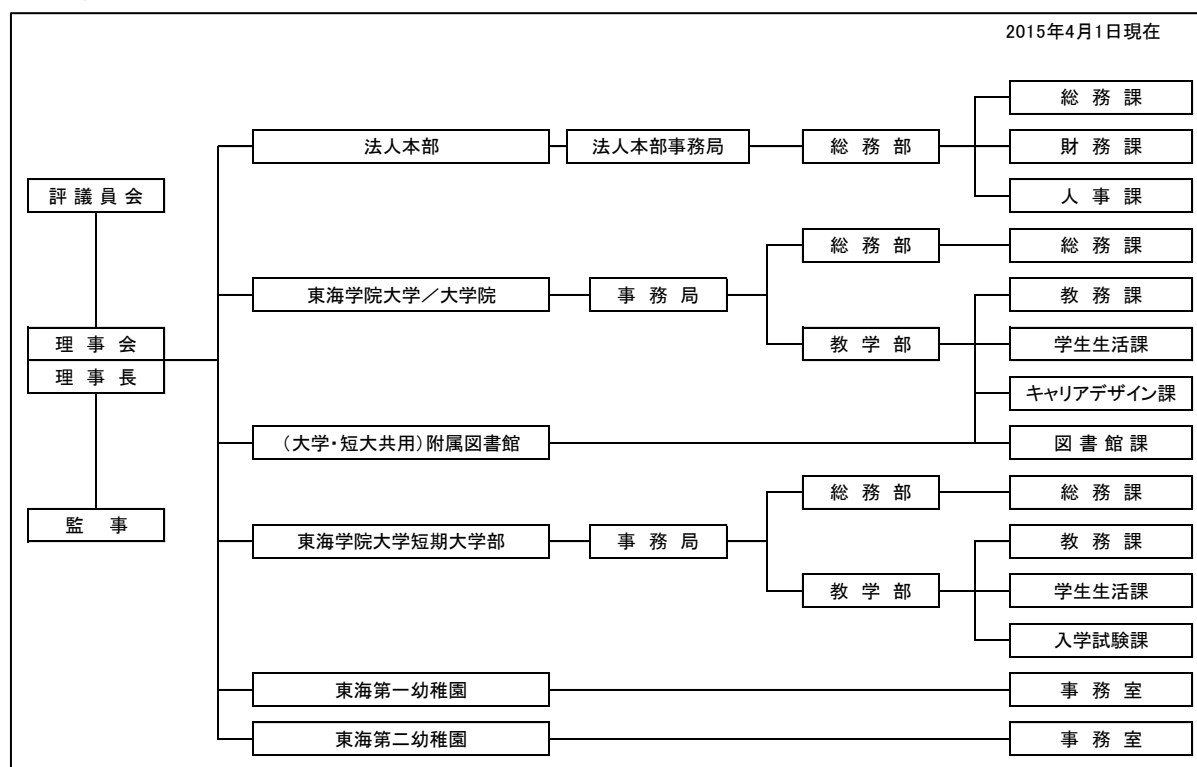 2015年4月1日現在
総務課
法人本部
法人本部事務局
総務部
財務課
人事課
評議員会
総務部
総務課
東海学院大学／大学院
事務局
教務課
理事会
教学部
学生生活課
理事長
キャリアデザイン課
（大学・短大共用）附属図書館
図書館課
総務部
総務課
監事
東海学院大学短期大学部
事務局
教務課
教学部
学生生活課
入学試験課
東海第一幼稚園
事務室
東海第二幼稚園
事務室